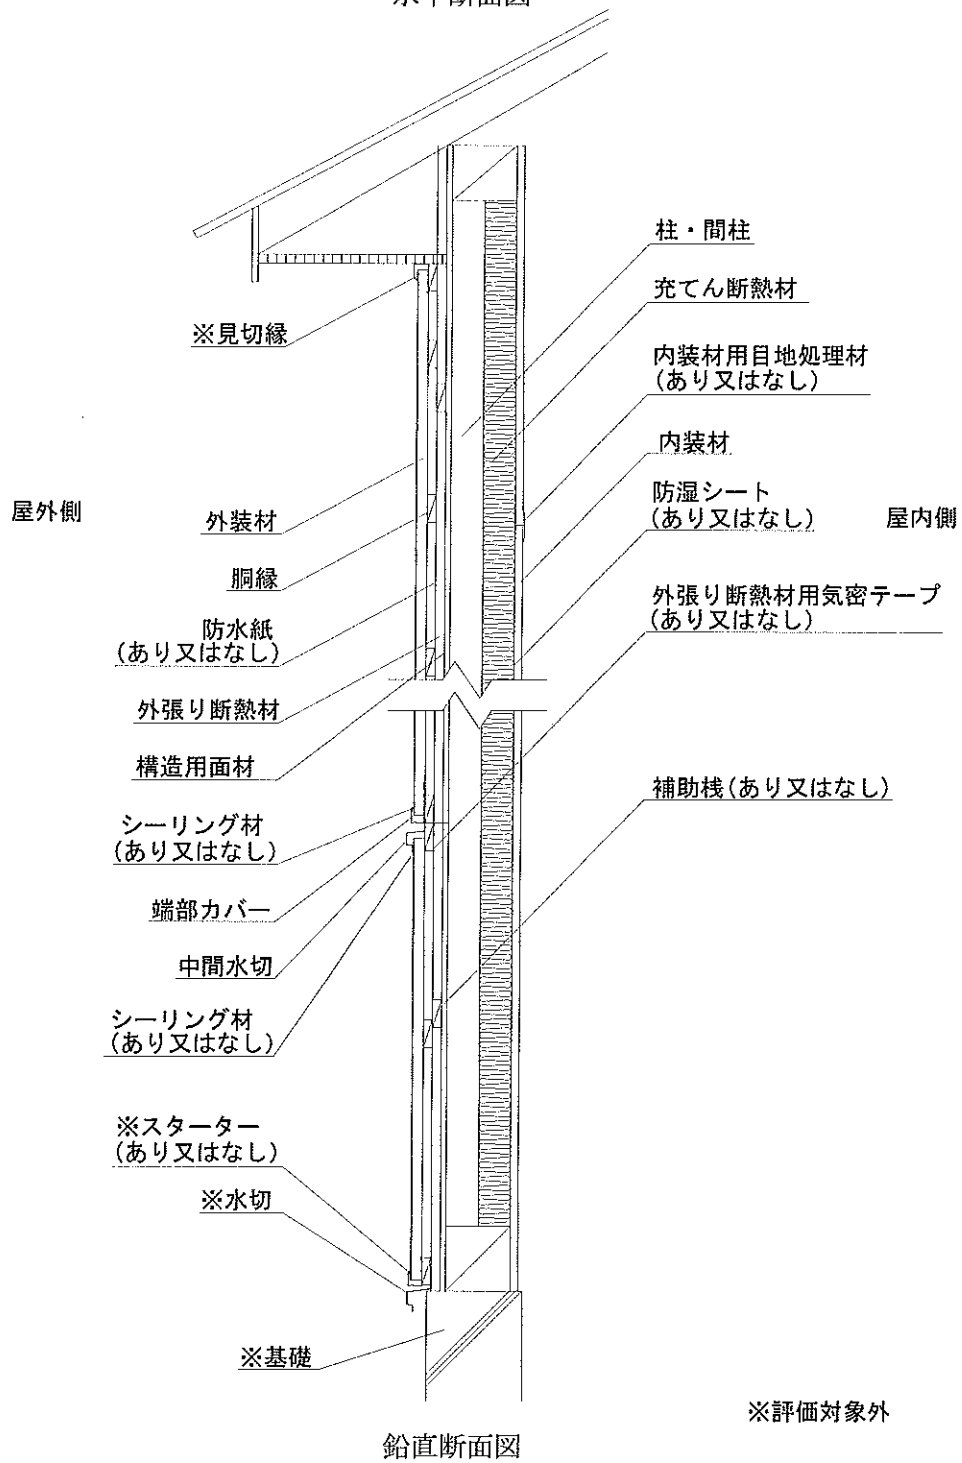 水平断面図
柱・間柱
充てん断熱材
※見切縁
内装材用目地処理材
(あり又はなし)
内装材
防湿シート
(あり又はなし)
屋外側
屋内側
外装材
胴縁
外張り断熱材用気密テープ
(あり又はなし)
防水紙
(あり又はなし)
外張り断熱材
構造用面材
補助桟(あり又はなし)
シーリング材
(あり又はなし)
端部カバー
中間水切
シーリング材
(あり又はなし)
※スターター
(あり又はなし)
※水切
※基礎
※評価対象外
鉛直断面図